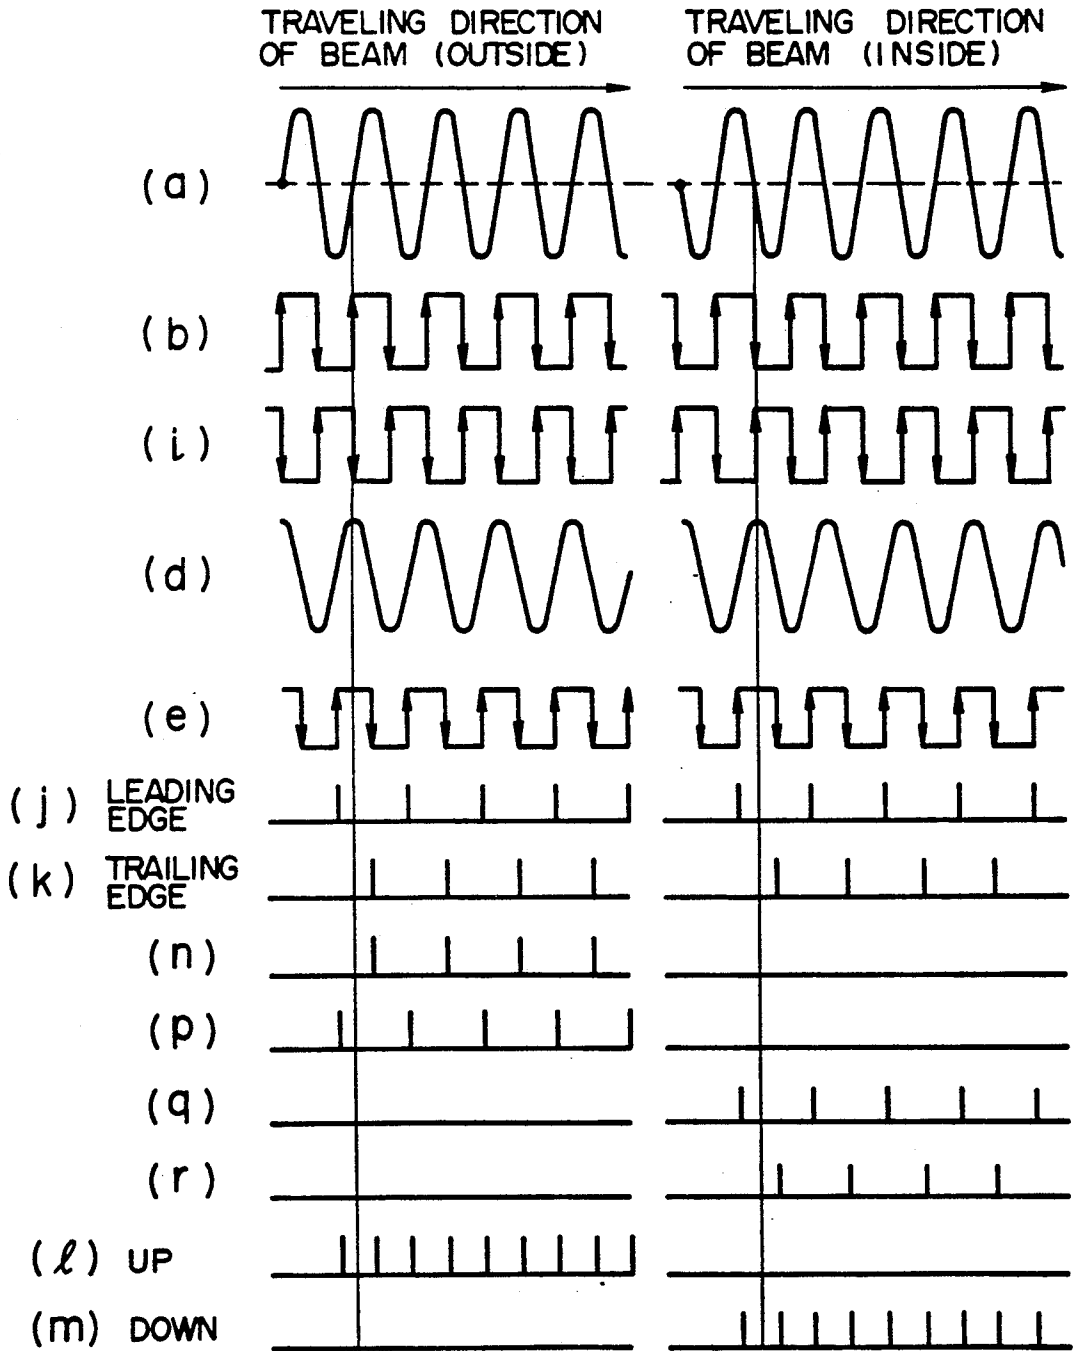 TRAVELING DIRECTION
OF BEAM (OUTSIDE)
TRAVELING DIRECTION
OF BEAM (INSIDE)
(a)
(b)
(i)
(d)
(e)
(j) LEADING
EDGE
(k) TRAILING
EDGE
(n)
(p)
(q)
(r)
(ℓ) UP
(m) DOWN